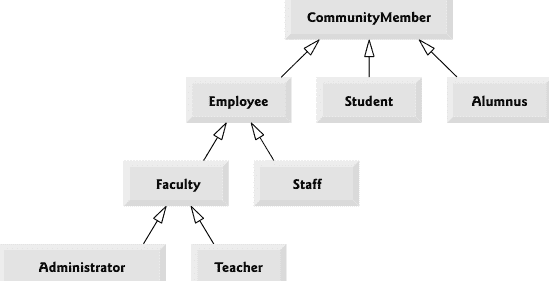 CommunityMember
Employee
Student
Alumnus
Faculty
Staff
Administrator
Teacher